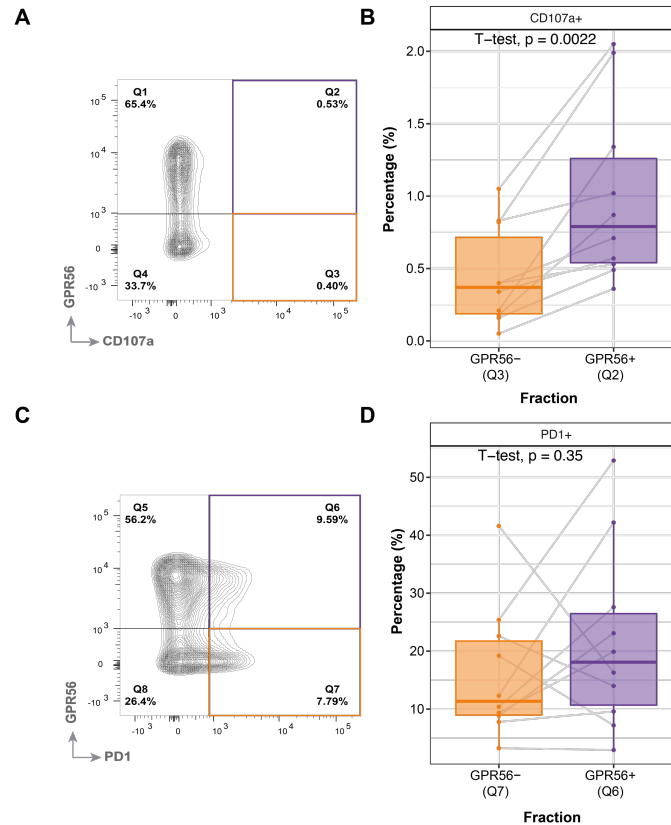 A
Q1
65.4%
Q2
0.53%
Q4
33.7%
Q3
0.40%
10^5
10^4
10^3
0
-10^3
-10^3
0
10^3
10^4
10^5
GPR56
CD107a
B
CD107a+
T-test, p = 0.0022
Percentage (%)
2.0
1.5
1.0
0.5
0.0
GPR56− GPR56+
(Q3) (Q2)
Fraction
C
Q5
56.2%
Q6
9.59%
Q8
26.4%
Q7
7.79%
10^5
10^4
10^3
0
-10^3
-10^3
0
10^3
10^4
10^5
GPR56
PD1
D
PD1+
T-test, p = 0.35
Percentage (%)
50
40
30
20
10
GPR56− GPR56+
(Q7) (Q6)
Fraction